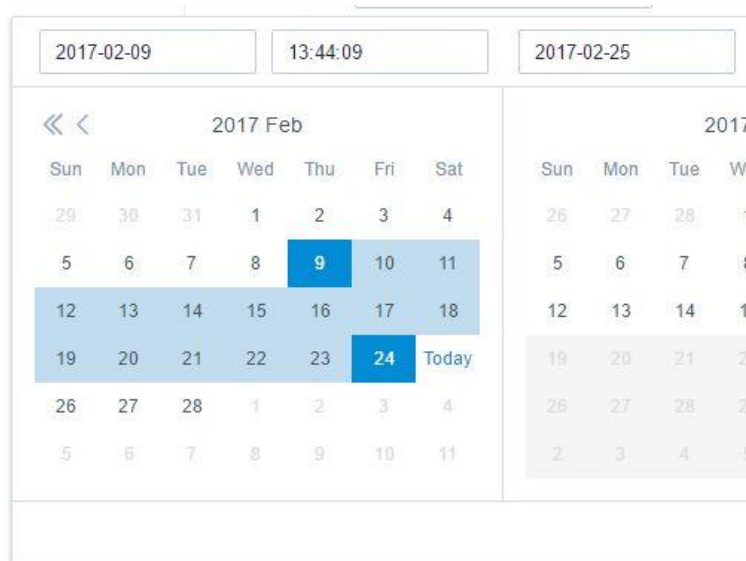 2017-02-09 13:44:09 2017-02-25
2017 Feb
Sun Mon Tue Wed Thu Fri Sat
29 30 31 1 2 3 4
5 6 7 8 9 10 11
12 13 14 15 16 17 18
19 20 21 22 23 24 Today
26 27 28 1 2 3 4
5 6 7 8 9 10 11
2017
Sun Mon Tue
26 27 28
5 6 7
12 13 14
19 20 21
26 27 28
2 3 4